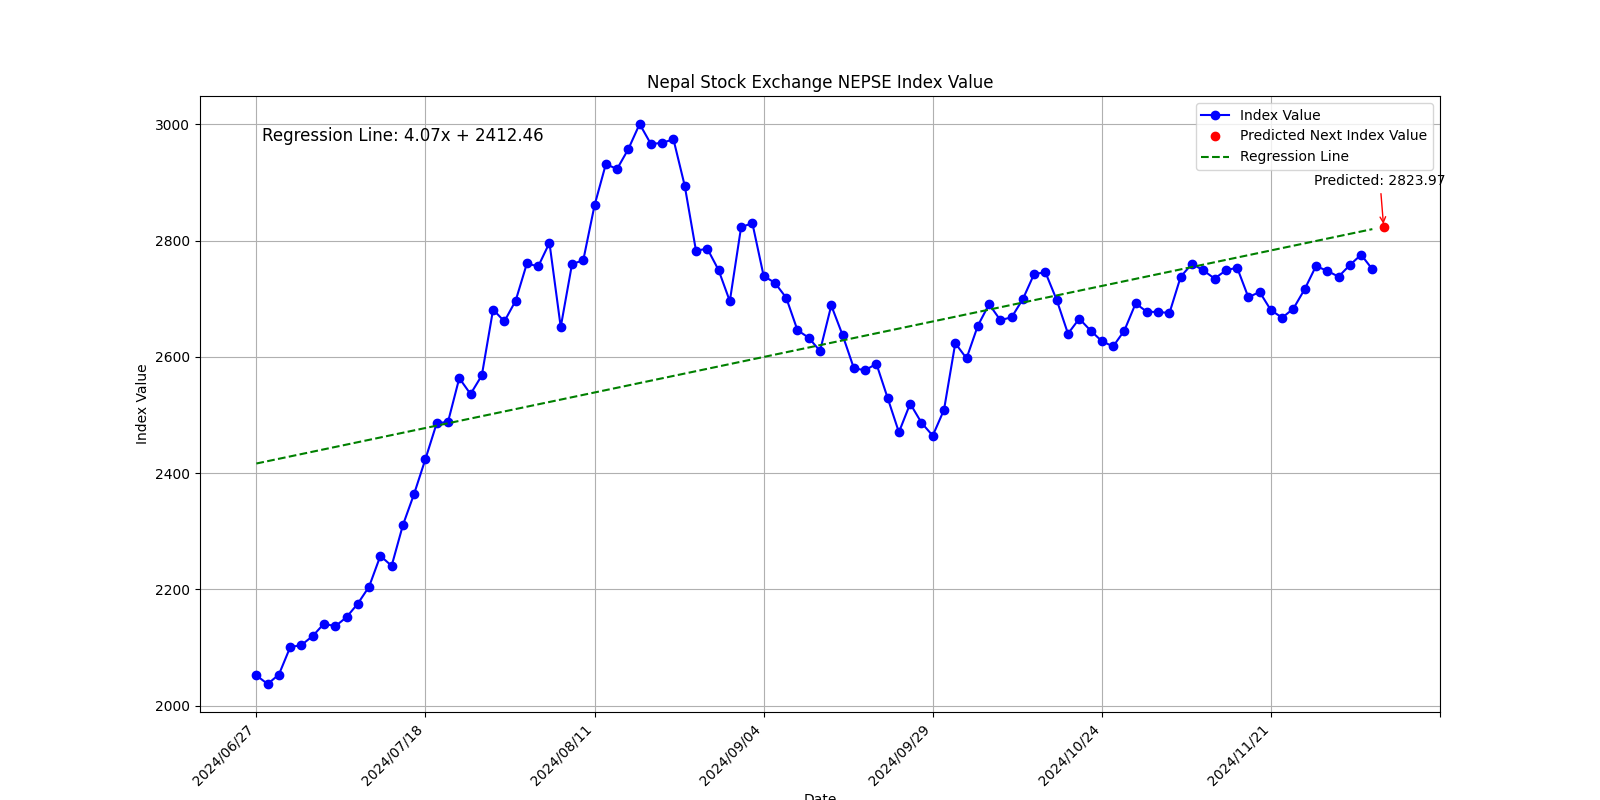 Nepal Stock Exchange NEPSE Index Value
3000
2800
2600
2400
2200
2000
Index Value
Regression Line: 4.07x + 2412.46
Index Value
Predicted Next Index Value
Regression Line
Predicted: 2823.97
2024/06/27
2024/07/18
2024/08/11
2024/09/04
2024/09/29
2024/10/24
2024/11/21
Date